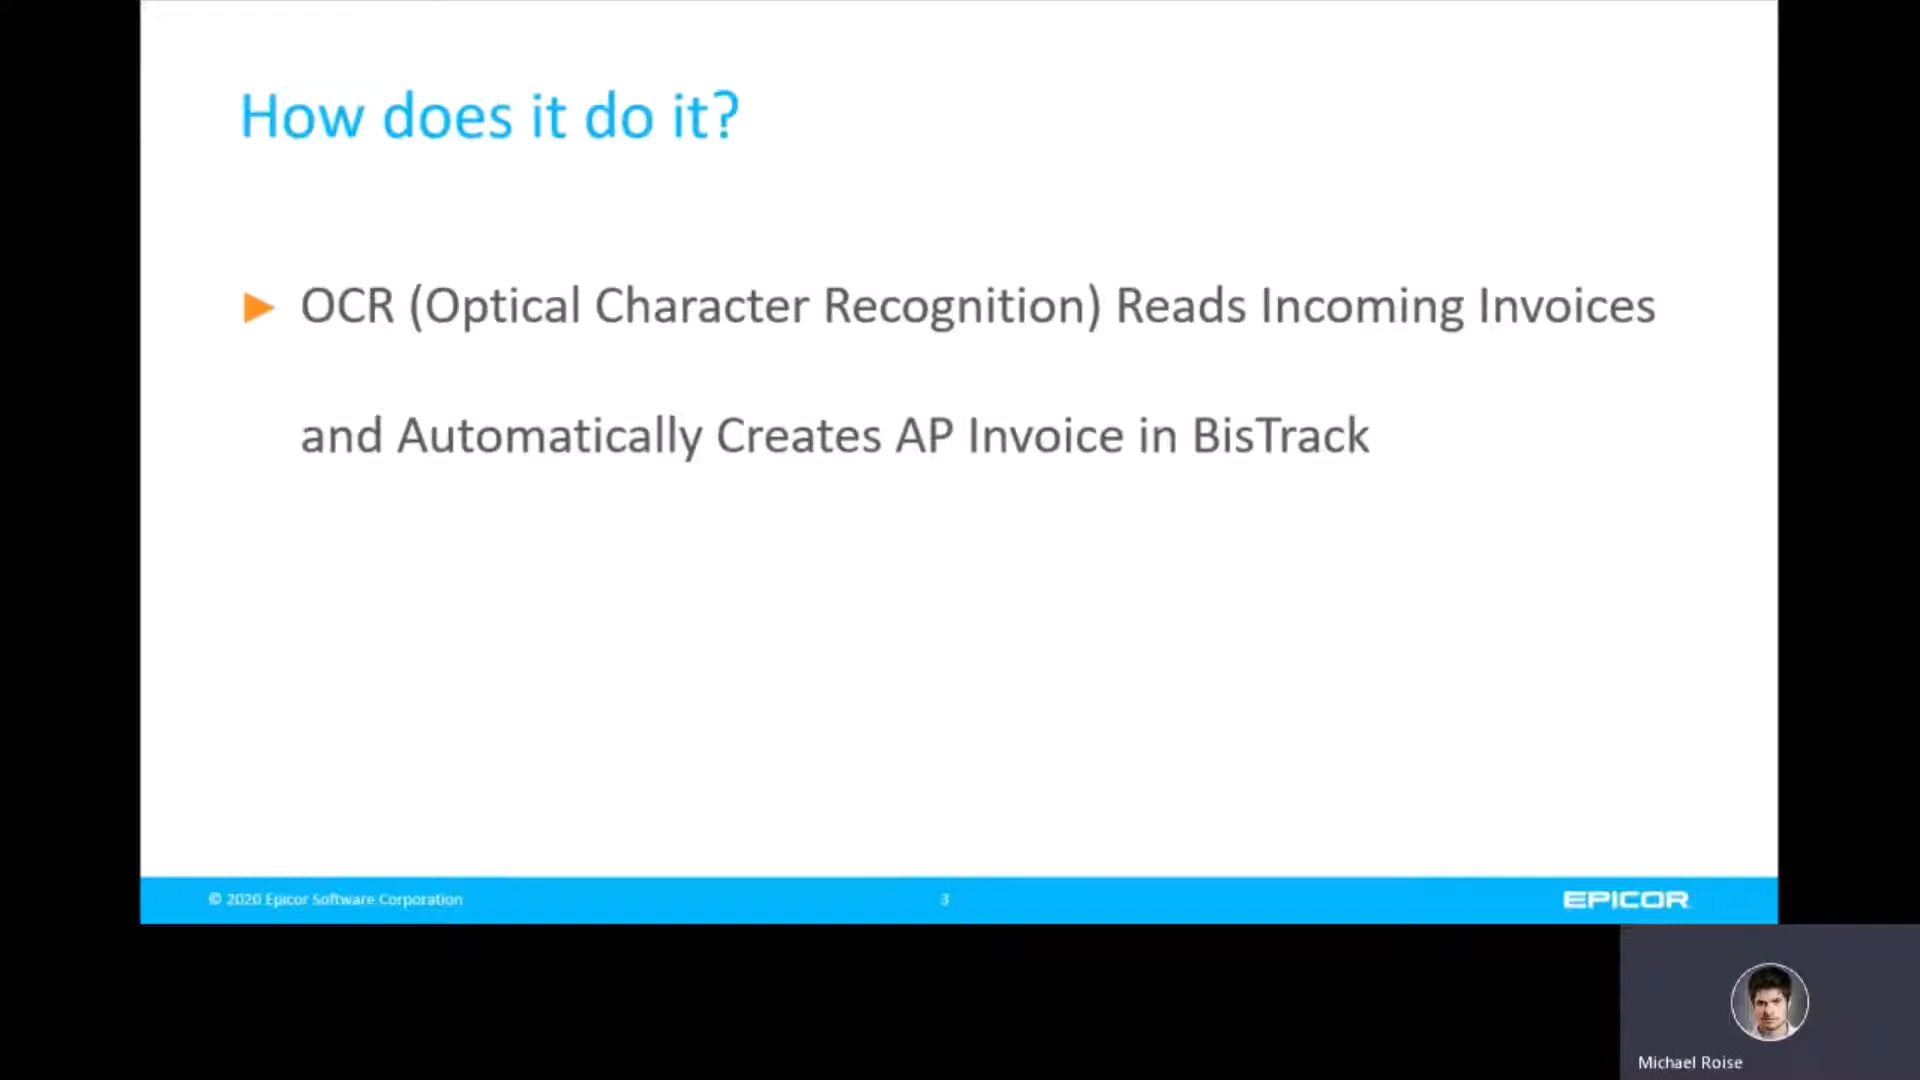 How does it do it?
► OCR (Optical Character Recognition) Reads Incoming Invoices
and Automatically Creates AP Invoice in BisTrack
© 2020 Epicor Software Corporation
3
EPICOR
Michael Roise